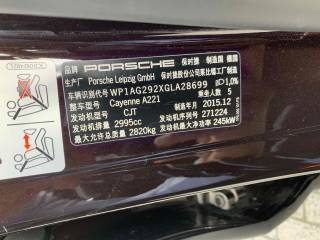 品牌 PORSCHE 保时捷 制造国 德国
生产厂 Porsche Leipzig GmbH 保时捷股份公司莱比锡工厂制造
车辆识别代号 WP1AG292XGLA28699 1,0%
整车型号 Cayenne A221 乘坐人数 5
发动机型号 CJT 制造年月 2015.12
发动机排量 2995cc 发动机号 271224
最大允许总质量 2820kg 发动机最大净功率 245kW